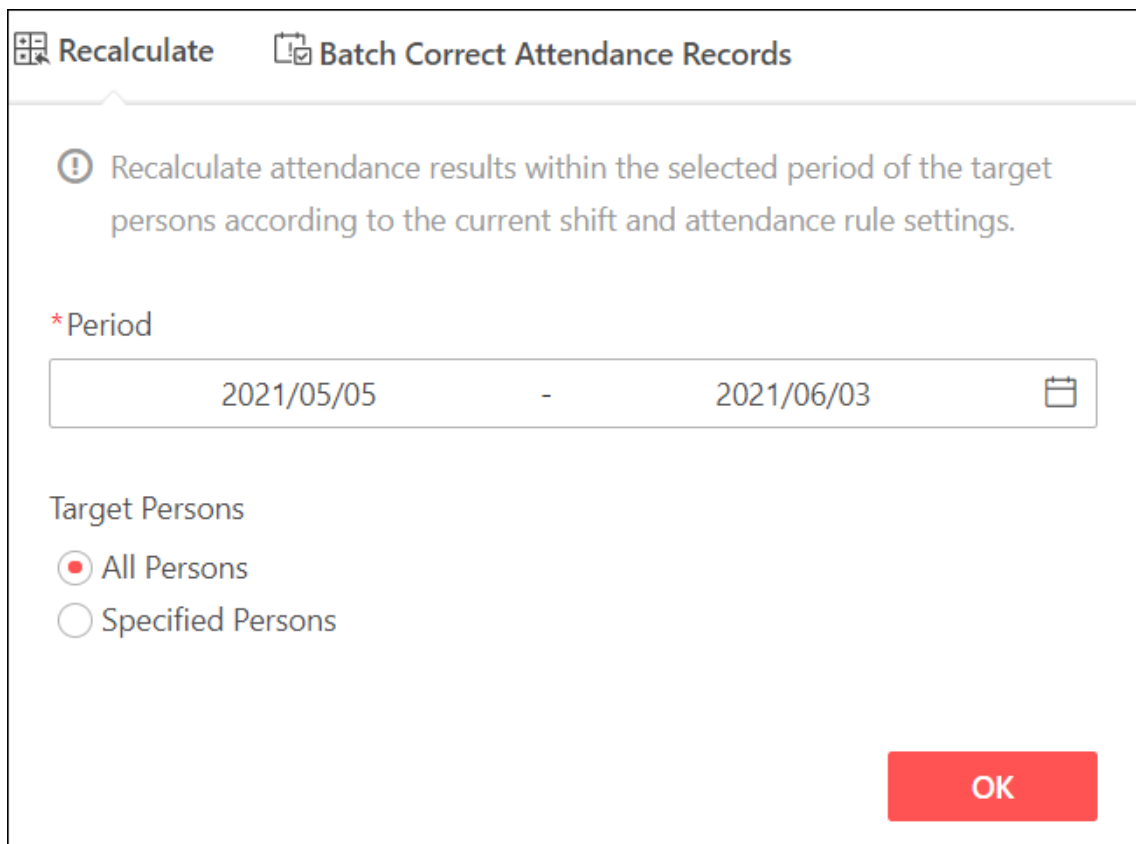 Recalculate
Batch Correct Attendance Records
Recalculate attendance results within the selected period of the target
persons according to the current shift and attendance rule settings.
*Period
2021/05/05 - 2021/06/03
Target Persons
All Persons
Specified Persons
OK